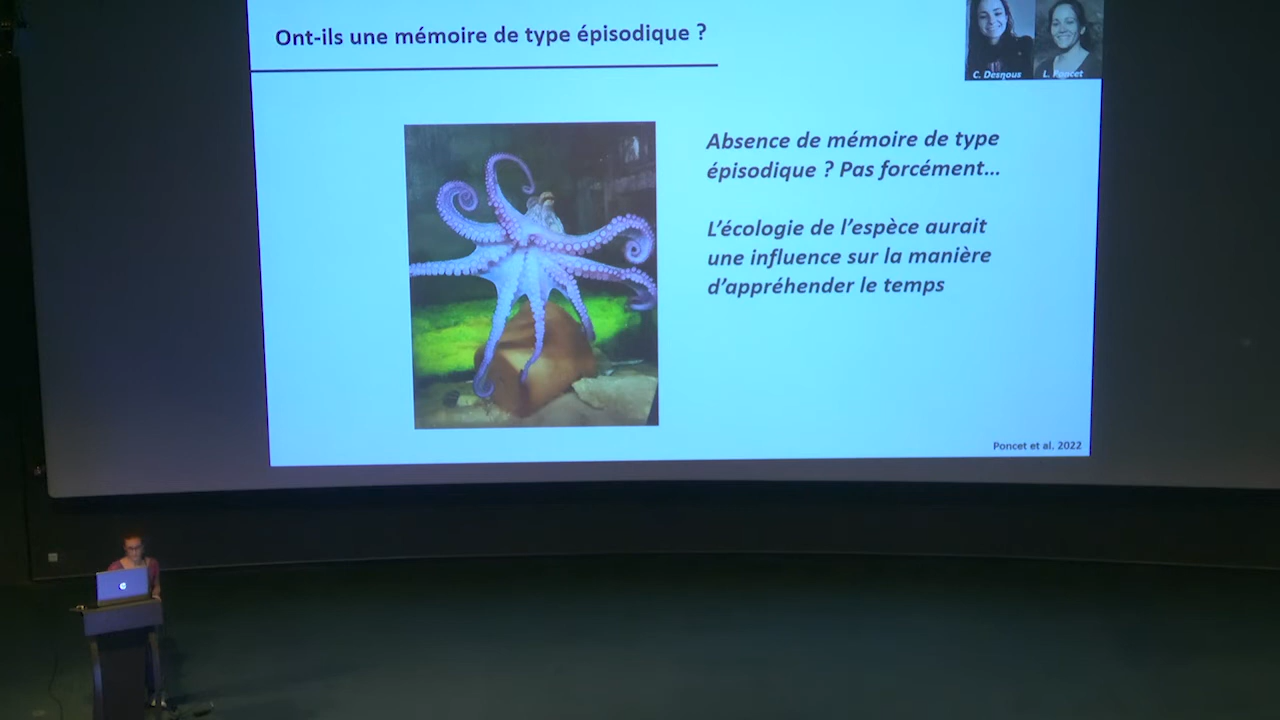 Ont-ils une mémoire de type épisodique ?
C. Desnous
L. Poncet
Absence de mémoire de type
épisodique ? Pas forcément...
L'écologie de l'espèce aurait
une influence sur la manière
d'appréhender le temps
Poncet et al. 2022